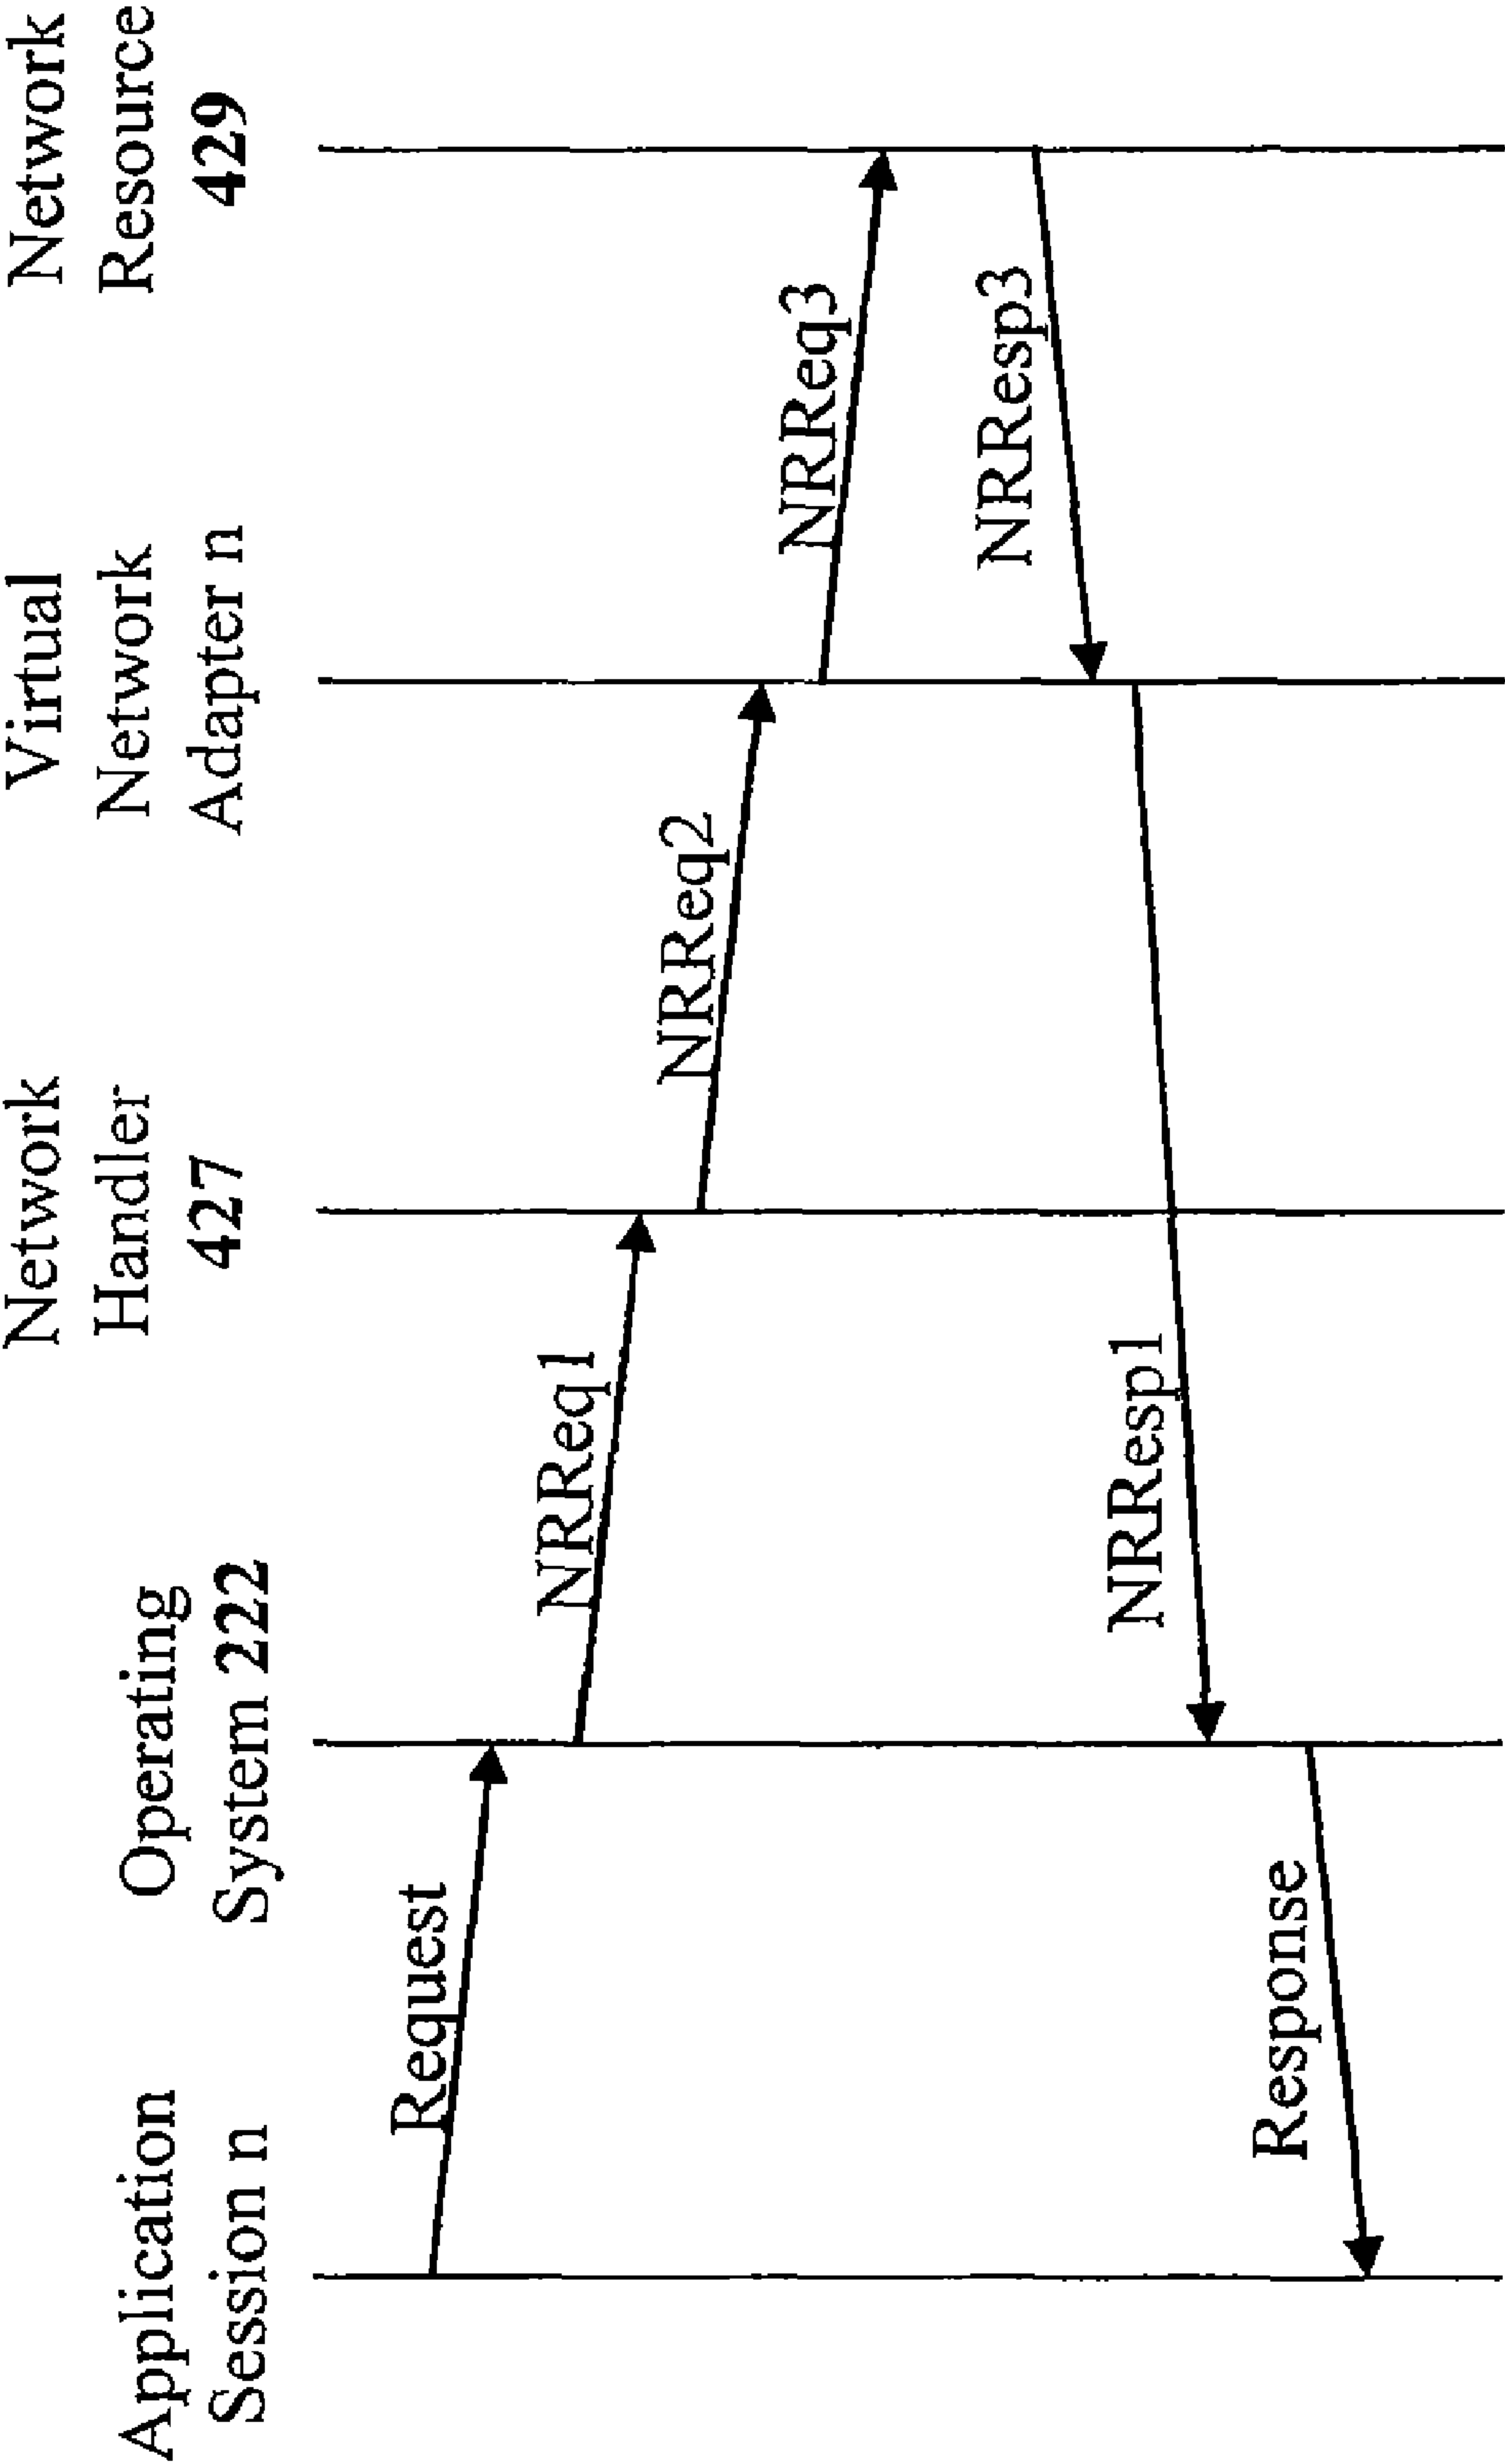 Application
Session n
Operating
System 222
Network
Handler
427
Virtual
Network
Adapter n
Network
Resource
429
Request
NRReq1
NRReq2
NRReq3
NRResp3
NRResp1
Response